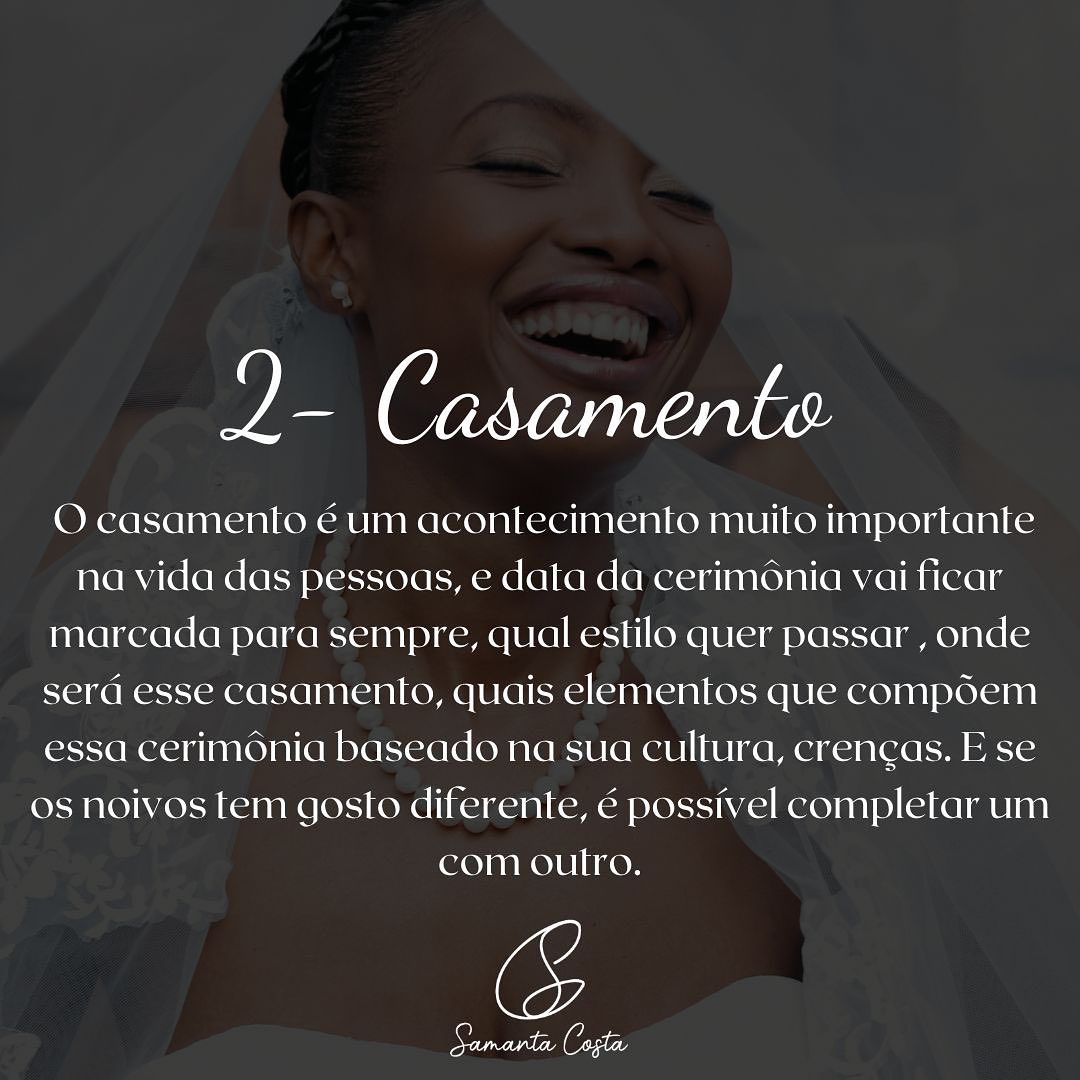 2- Casamento
O casamento é um acontecimento muito importante
na vida das pessoas, e data da cerimônia vai ficar
marcada para sempre, qual estilo quer passar , onde
será esse casamento, quais elementos que compõem
essa cerimônia baseado na sua cultura, crenças. E se
os noivos tem gosto diferente, é possível completar um
com outro.
Samanta Costa